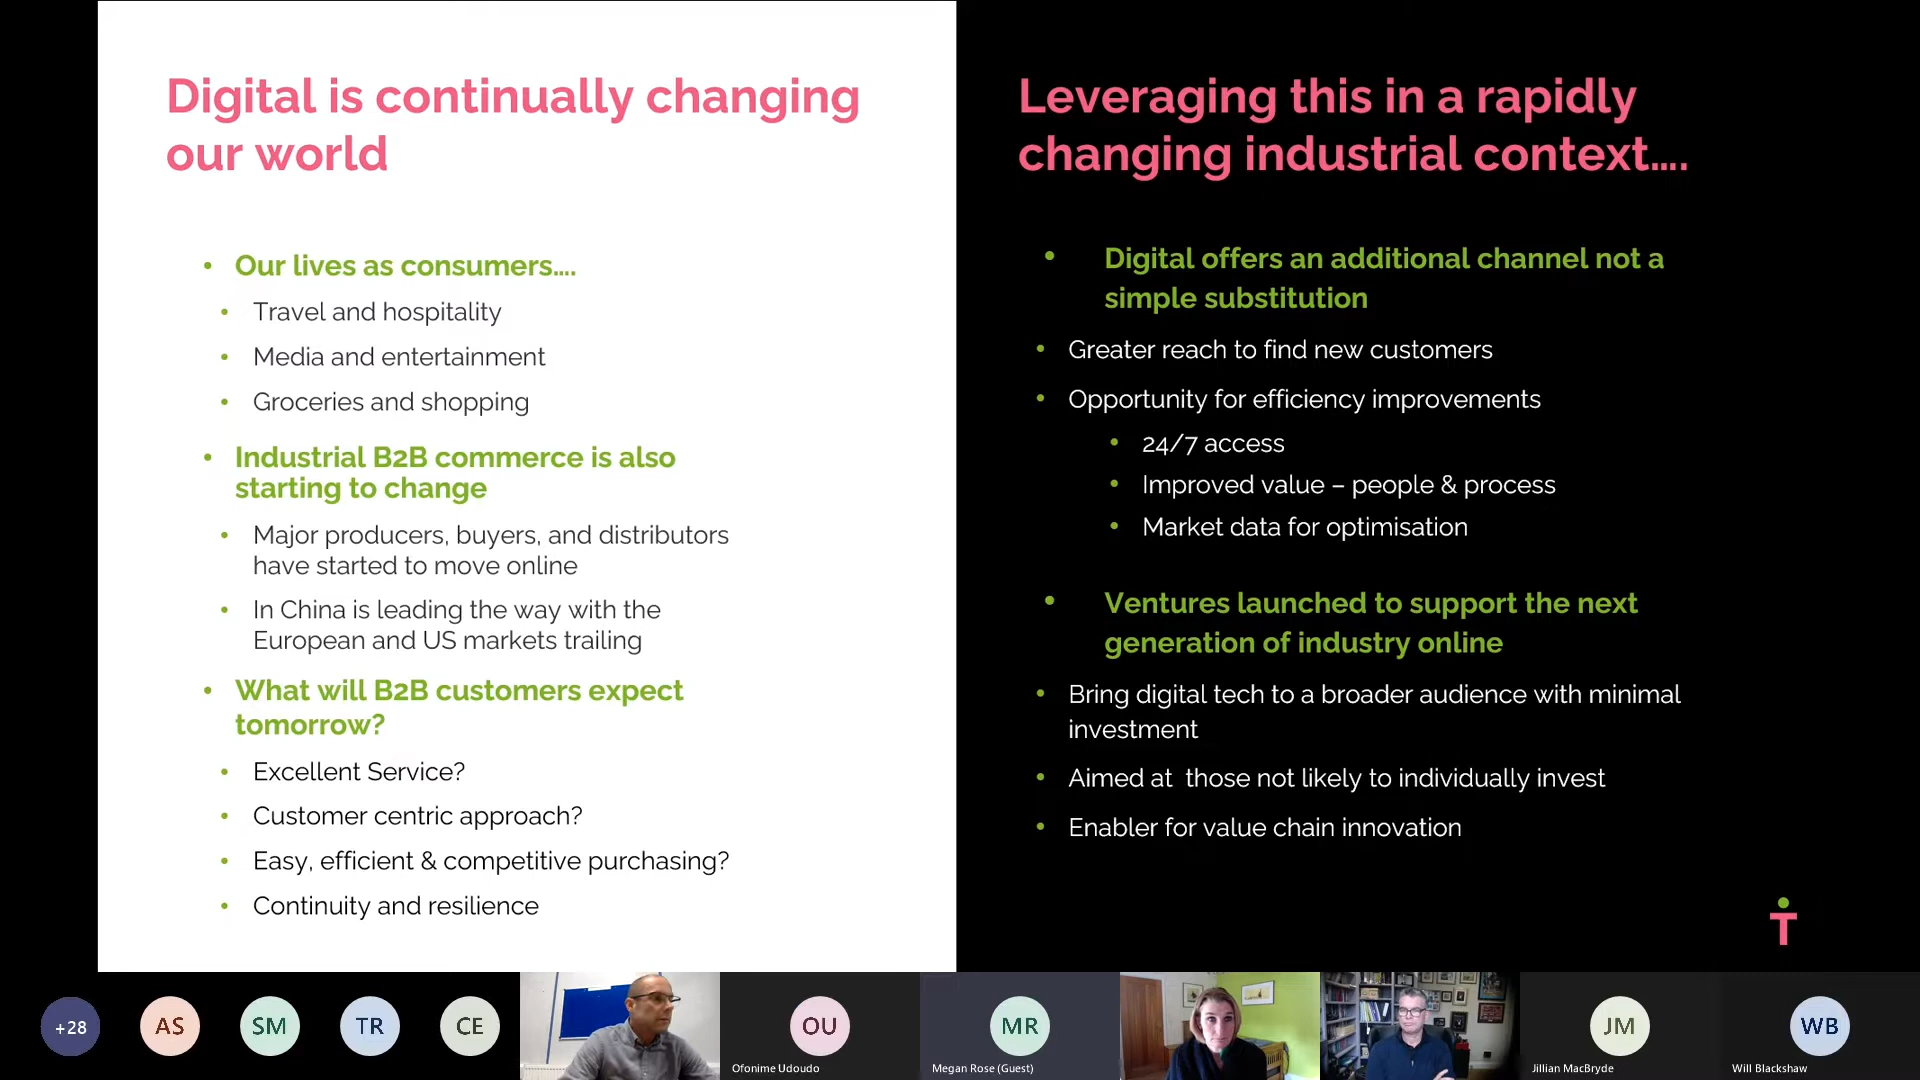 Digital is continually changing
our world
Our lives as consumers....
Travel and hospitality
Media and entertainment
Groceries and shopping
Industrial B2B commerce is also
starting to change
Major producers, buyers, and distributors
have started to move online
In China is leading the way with the
European and US markets trailing
What will B2B customers expect
tomorrow?
Excellent Service?
Customer centric approach?
Easy, efficient & competitive purchasing?
Continuity and resilience
Leveraging this in a rapidly
changing industrial context....
Digital offers an additional channel not a
simple substitution
Greater reach to find new customers
Opportunity for efficiency improvements
24/7 access
Improved value – people & process
Market data for optimisation
Ventures launched to support the next
generation of industry online
Bring digital tech to a broader audience with minimal
investment
Aimed at  those not likely to individually invest
Enabler for value chain innovation
+28
AS
SM
TR
CE
OU
Ofonime Udoudo
MR
Megan Rose (Guest)
JM
Jillian MacBryde
WB
Will Blackshaw